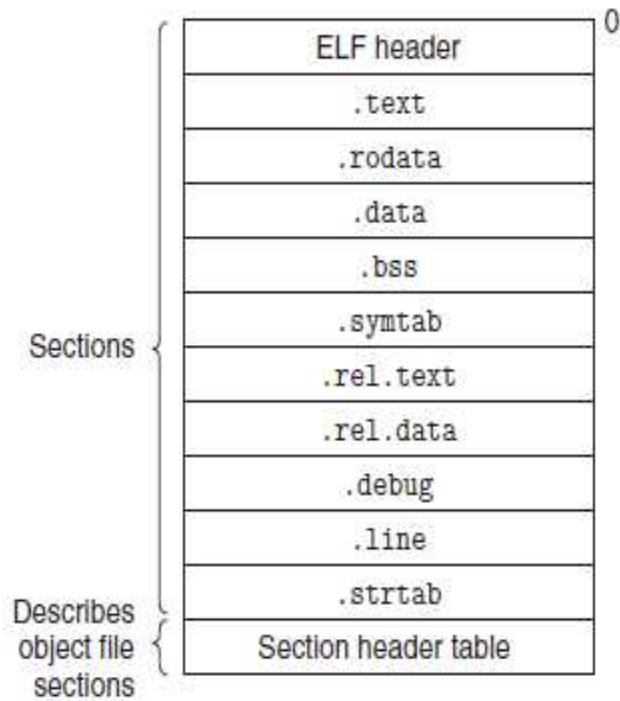 0
ELF header
.text
.rodata
.data
.bss
.symtab
Sections
.rel.text
.rel.data
.debug
.line
.strtab
Describes
object file
sections
Section header table